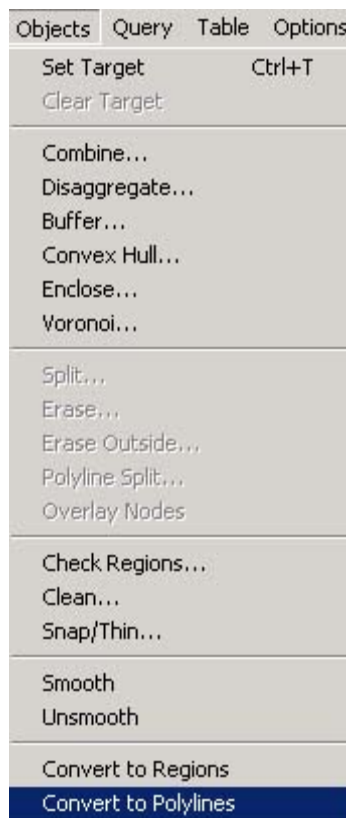 Objects Query Table Options
Set Target Ctrl+T
Clear Target
Combine...
Disaggregate...
Buffer...
Convex Hull...
Enclose...
Voronoi...
Split...
Erase...
Erase Outside...
Polyline Split...
Overlay Nodes
Check Regions...
Clean...
Snap/Thin...
Smooth
Unsmooth
Convert to Regions
Convert to Polylines